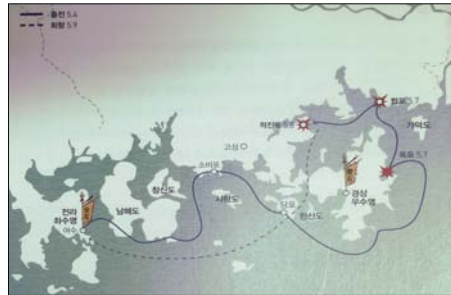 출전 5.4
회항 5.9
합포 5.7
적진포 5.8
가덕도
고성
옥포 5.7
소비포
창선도
사량도
경상
우수영
전라
좌수영
남해도
당포
한산도
여수